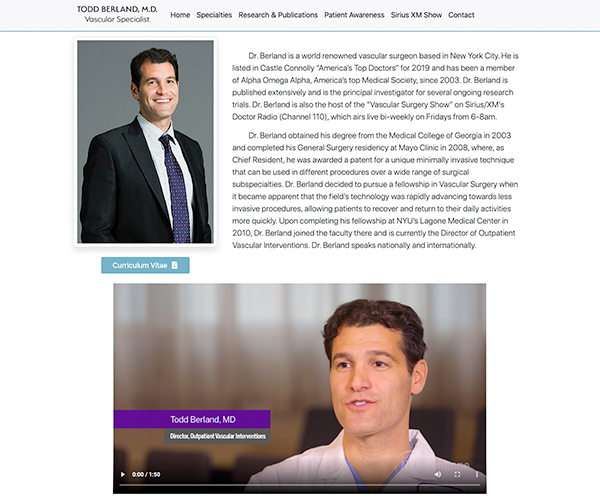 TODD BERLAND, M.D.
Vascular Specialist
Home Specialties Research & Publications Patient Awareness Sirius XM Show Contact
Dr. Berland is a world renowned vascular surgeon based in New York City. He is
listed in Castle Connolly “America's Top Doctors” for 2019 and has been a member
of Alpha Omega Alpha, America's top Medical Society, since 2003. Dr. Berland is
published extensively and is the principal investigator for several ongoing research
trials. Dr. Berland is also the host of the “Vascular Surgery Show” on Sirius/XM's
Doctor Radio (Channel 110), which airs live bi-weekly on Fridays from 6-8am.
Dr. Berland obtained his degree from the Medical College of Georgia in 2003
and completed his General Surgery residency at Mayo Clinic in 2008, where, as
Chief Resident, he was awarded a patent for a unique minimally invasive technique
that can be used in different procedures over a wide range of surgical
subspecialties. Dr. Berland decided to pursue a fellowship in Vascular Surgery when
it became apparent that the field's technology was rapidly advancing towards less
invasive procedures, allowing patients to recover and return to their daily activities
more quickly. Upon completing his fellowship at NYU's Lagone Medical Center in
2010, Dr. Berland joined the faculty there and is currently the Director of Outpatient
Vascular Interventions. Dr. Berland speaks nationally and internationally.
Curriculum Vitae
Todd Berland, MD
Director, Outpatient Vascular Interventions
0:00 / 1:50